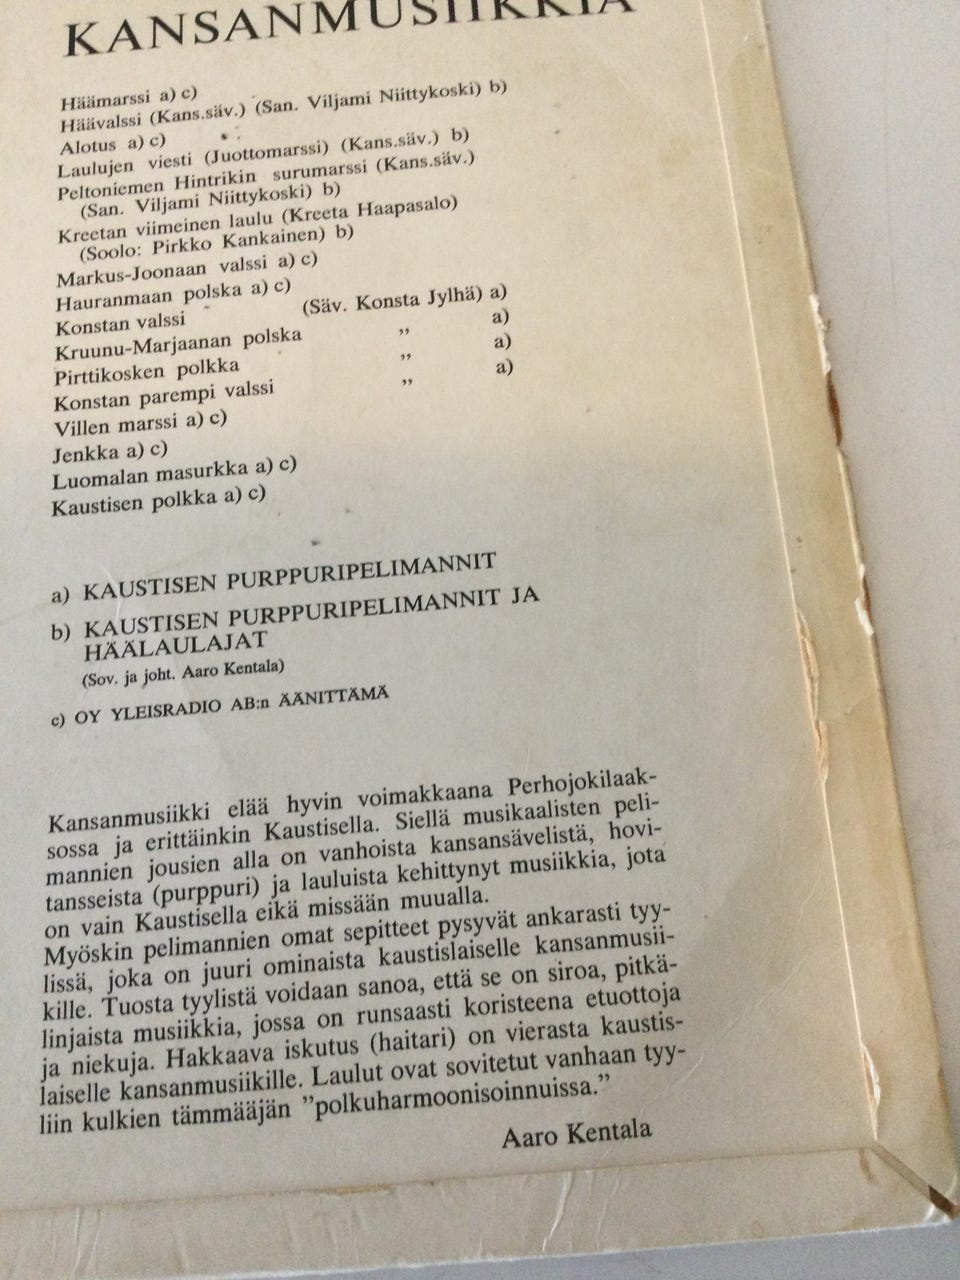 KANSANMUSIIKKIA
Häämarssi a) c)
Häävalssi (Kans.säv.) (San. Viljami Niittykoski) b)
Alotus a) c)
Laulujen viesti (Juottomarssi) (Kans.säv.) b)
Peltoniemen Hintrikin surumarssi (Kans.säv.)
(San. Viljami Niittykoski) b)
Kreetan viimeinen laulu (Kreeta Haapasalo)
(Soolo: Pirkko Kankainen) b)
Markus-Joonaan valssi a) c)
Hauranmaan polska a) c)
Konstan valssi (Säv. Konsta Jylhä) a)
Kruunu-Marjaanan polska ,, a)
Pirttikosken polkka ,, a)
Konstan parempi valssi ,, a)
Villen marssi a) c)
Jenkka a) c)
Luomalan masurkka a) c)
Kaustisen polkka a) c)
a) KAUSTISEN PURPPURIPELIMANNIT
b) KAUSTISEN PURPPURIPELIMANNIT JA
HÄÄLAULAJAT
(Sov. ja joht. Aaro Kentala)
c) OY YLEISRADIO AB:n ÄÄNITTÄMÄ
Kansanmusiikki elää hyvin voimakkaana Perhojokilaak-
sossa ja erittäinkin Kaustisella. Siellä musikaalisten peli-
mannien jousien alla on vanhoista kansansävelistä, hovi-
tansseista (purppuri) ja lauluista kehittynyt musiikkia, jota
on vain Kaustisella eikä missään muualla.
Myöskin pelimannien omat sepitteet pysyvät ankarasti tyy-
lissä, joka on juuri ominaista kaustislaiselle kansanmusii-
kille. Tuosta tyylistä voidaan sanoa, että se on siroa, pitkä-
linjaista musiikkia, jossa on runsaasti koristeena etuottoja
ja niekuja. Hakkaava iskutus (haitari) on vierasta kaustis-
laiselle kansanmusiikille. Laulut ovat sovitetut vanhaan tyy-
liin kulkien tämmääjän ”polkuharmoonisoinnuissa.”
Aaro Kentala